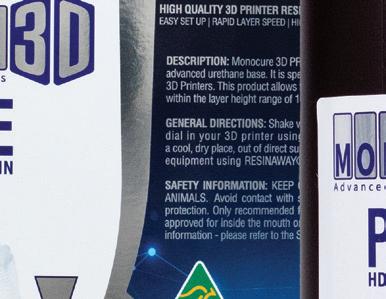 3D
E
IN
HIGH QUALITY 3D PRINTER RES
EASY SET UP | RAPID LAYER SPEED | HI
DESCRIPTION: Monocure 3D PR
advanced urethane base. It is spe
3D Printers. This product allows
within the layer height range of 1
GENERAL DIRECTIONS: Shake w
dial in your 3D printer using
a cool, dry place, out of direct su
equipment using RESINAWAY
SAFETY INFORMATION: KEEP
ANIMALS. Avoid contact with s
protection. Only recommended f
approved for inside the mouth or
information - please refer to the S
MO
Advance
P
HD